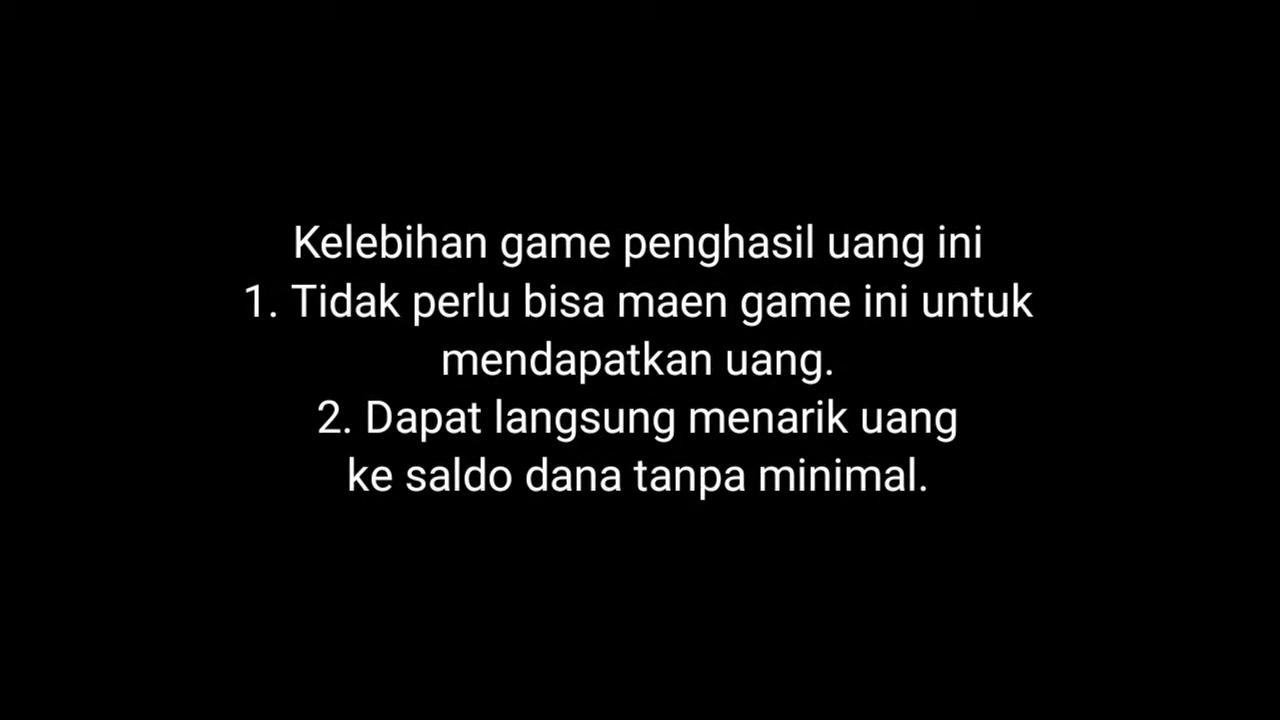 Kelebihan game penghasil uang ini
1. Tidak perlu bisa maen game ini untuk
mendapatkan uang.
2. Dapat langsung menarik uang
ke saldo dana tanpa minimal.